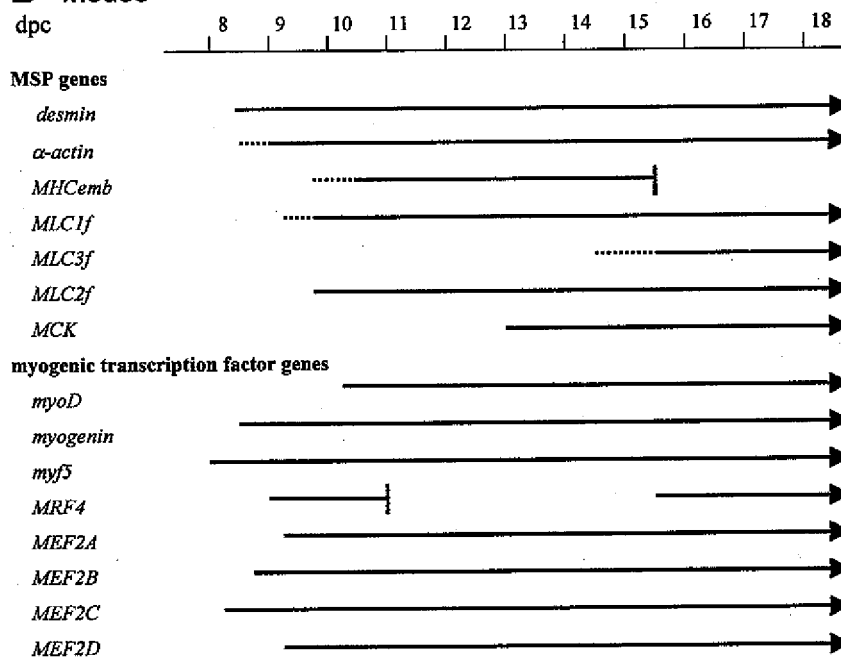 dpc
8 9 10 11 12 13 14 15 16 17 18
MSP genes
desmin
α-actin
MHCemb
MLC1f
MLC3f
MLC2f
MCK
myogenic transcription factor genes
myoD
myogenin
myf5
MRF4
MEF2A
MEF2B
MEF2C
MEF2D